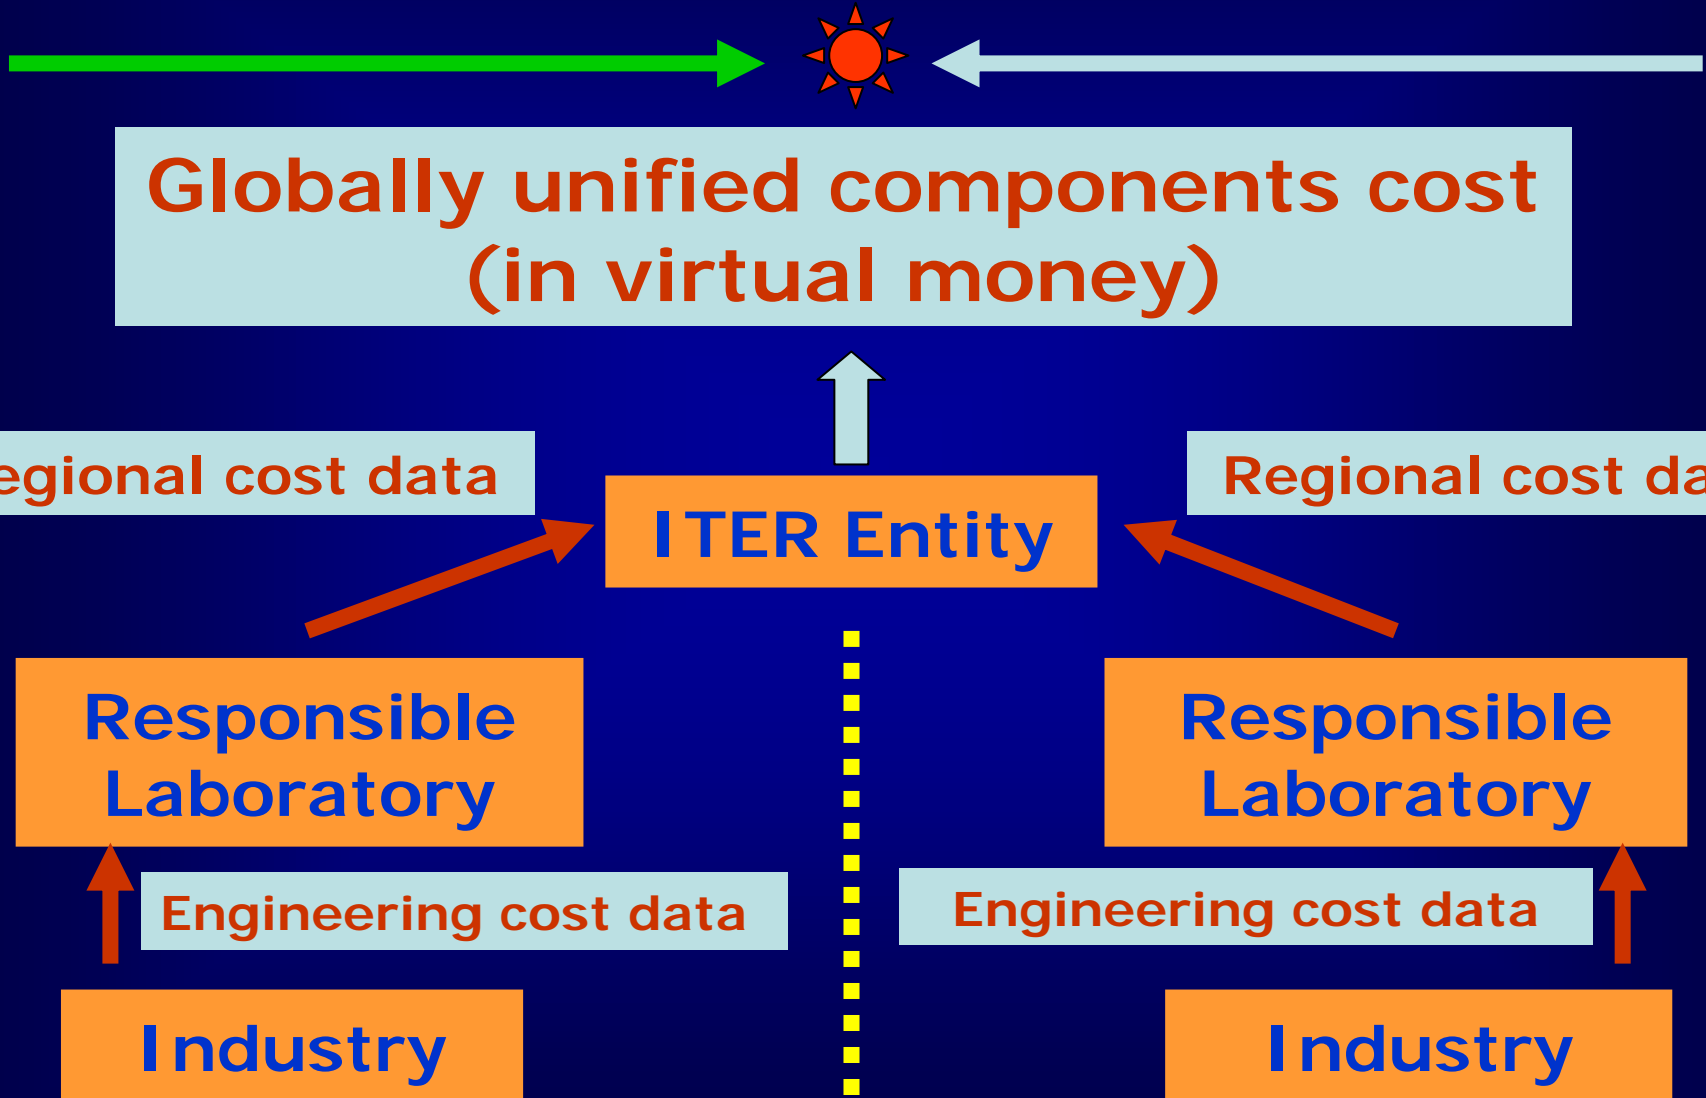 Globally unified components cost
(in virtual money)
egional cost data
Regional cost da
ITER Entity
Responsible
Laboratory
Responsible
Laboratory
Engineering cost data
Engineering cost data
Industry
Industry